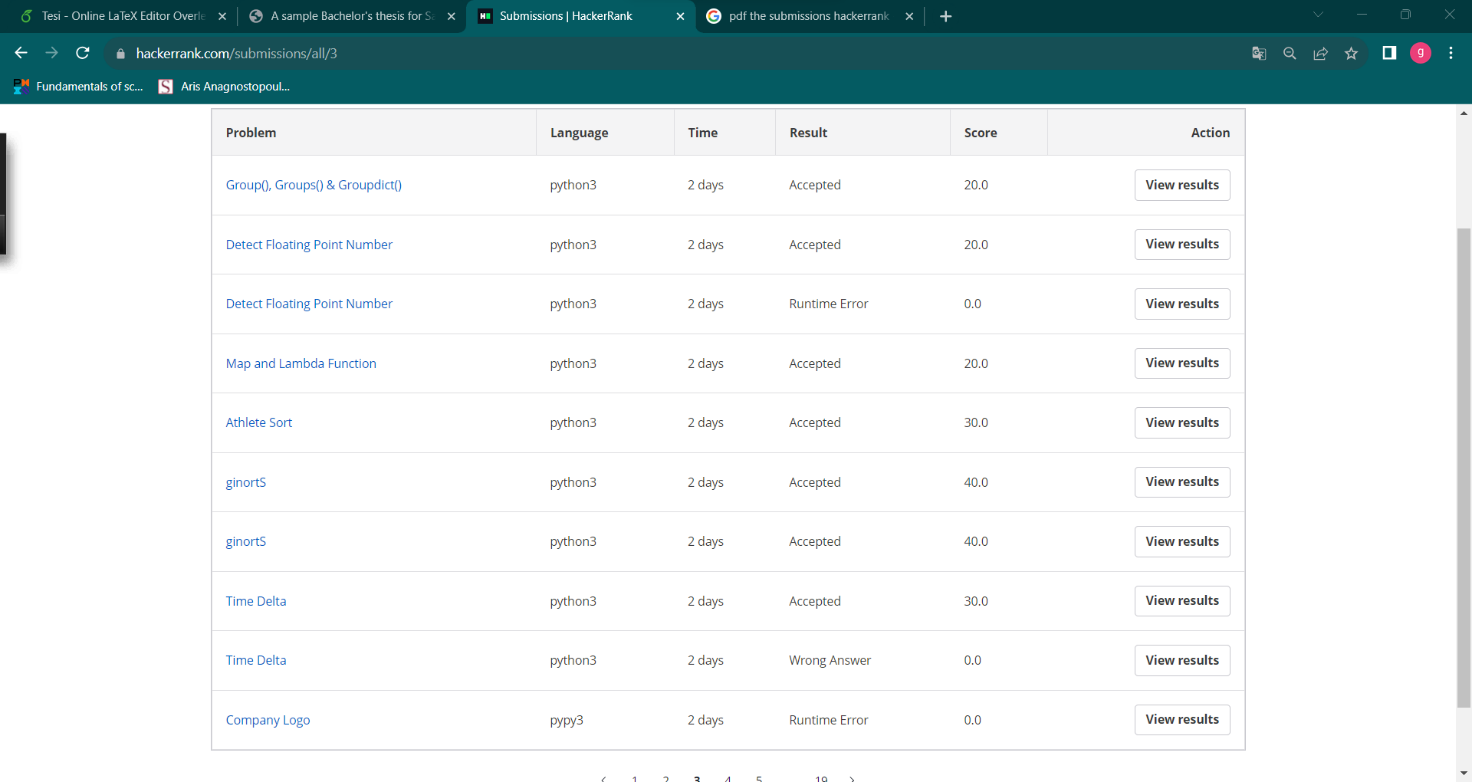 Tesi - Online LaTeX Editor Overle
A sample Bachelor's thesis for Sa
Submissions | HackerRank
pdf the submissions hackerrank
hackerrank.com/submissions/all/3
g
Fundamentals of sc...
Aris Anagnostopoul...
Problem Language Time Result Score Action
Group(), Groups() & Groupdict() python3 2 days Accepted 20.0 View results
Detect Floating Point Number python3 2 days Accepted 20.0 View results
Detect Floating Point Number python3 2 days Runtime Error 0.0 View results
Map and Lambda Function python3 2 days Accepted 20.0 View results
Athlete Sort python3 2 days Accepted 30.0 View results
ginortS python3 2 days Accepted 40.0 View results
ginortS python3 2 days Accepted 40.0 View results
Time Delta python3 2 days Accepted 30.0 View results
Time Delta python3 2 days Wrong Answer 0.0 View results
Company Logo pypy3 2 days Runtime Error 0.0 View results
1 2 3 4 5 ... 19